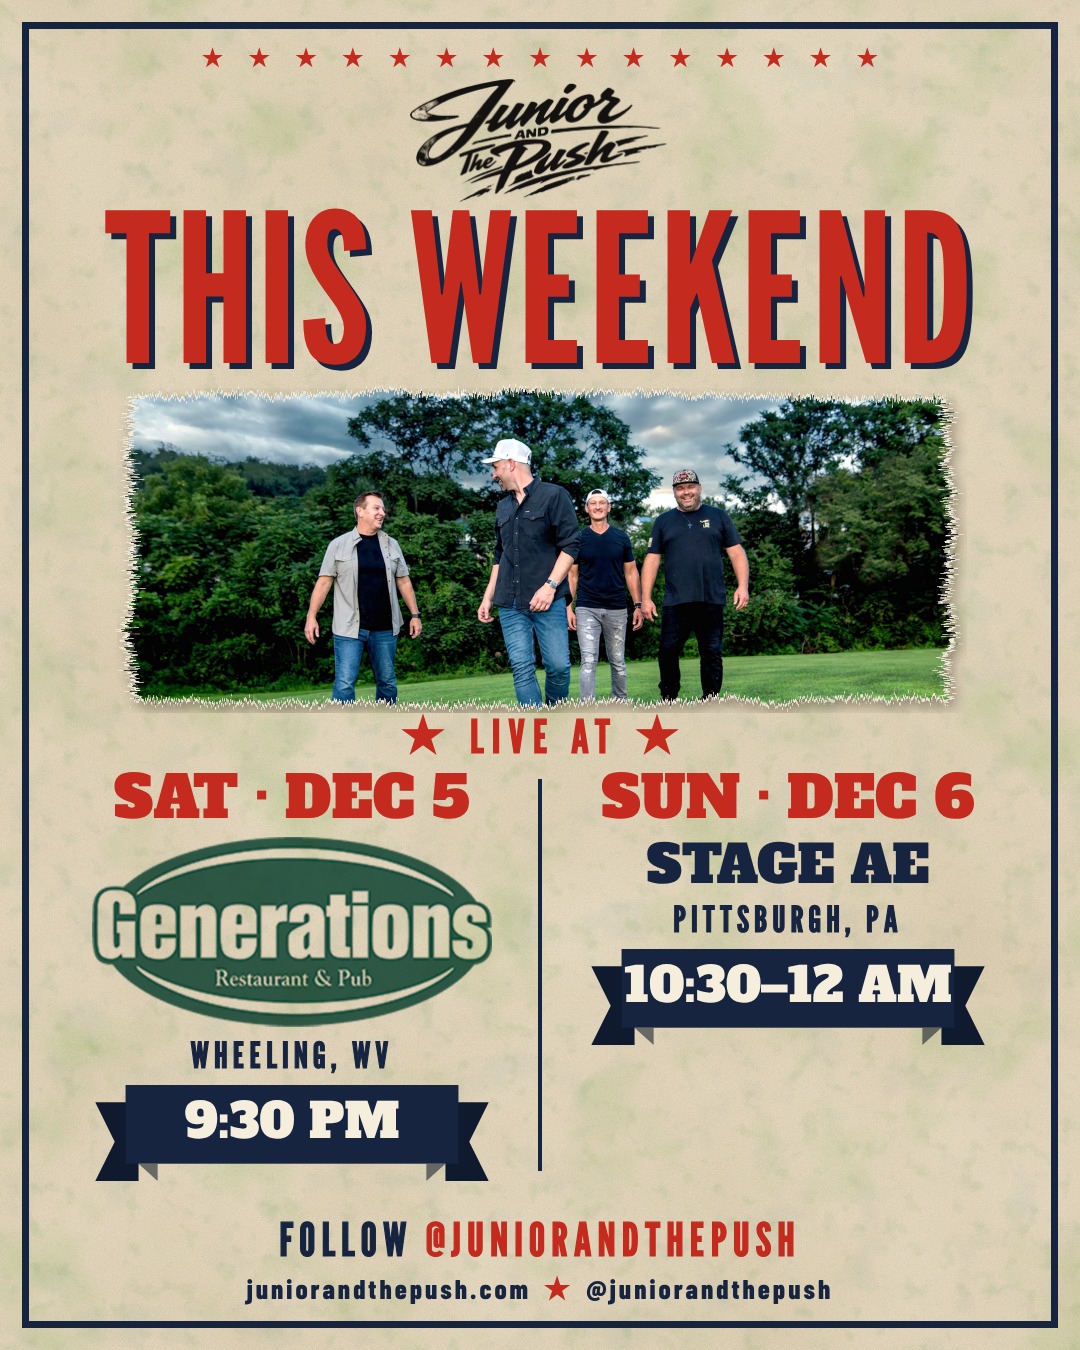 Junior
AND
The Push
THIS WEEKEND
★ LIVE AT ★
SAT · DEC 5
Generations
Restaurant & Pub
WHEELING, WV
9:30 PM
SUN · DEC 6
STAGE AE
PITTSBURGH, PA
10:30–12 AM
FOLLOW @JUNIORANDTHEPUSH
juniorandthepush.com ★ @juniorandthepush